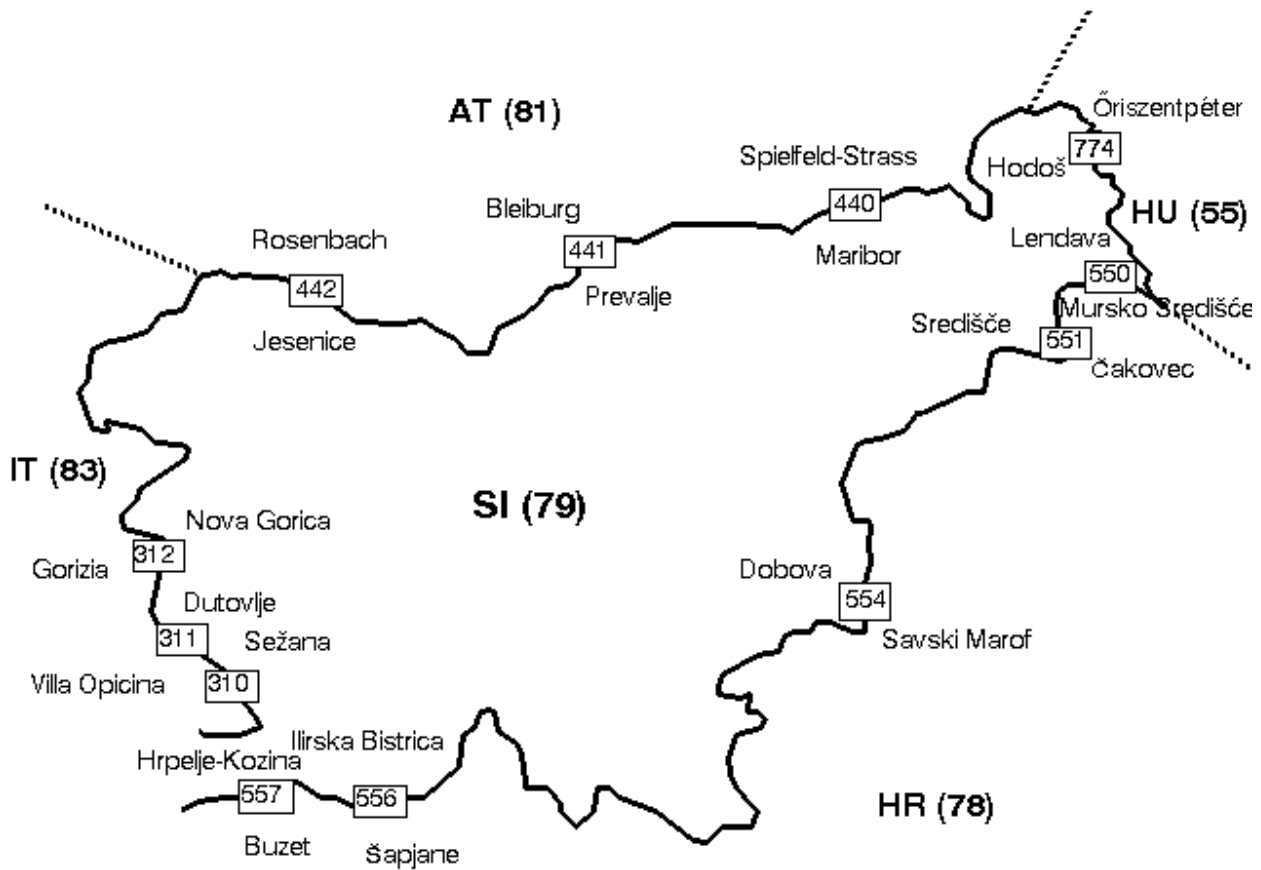 AT (81)
Őriszentpéter
774
Spielfeld-Strass
Hodoš
440
HU (55)
Bleiburg
Rosenbach
441
Maribor
Lendava
442
Prevalje
550
Mursko Središće
Jesenice
Središče
551
Čakovec
IT (83)
SI (79)
Nova Gorica
312
Gorizia
Dobova
Dutovlje
554
311
Sežana
Savski Marof
Villa Opicina
310
Ilirska Bistrica
Hrpelje-Kozina
557
556
HR (78)
Buzet
Šapjane